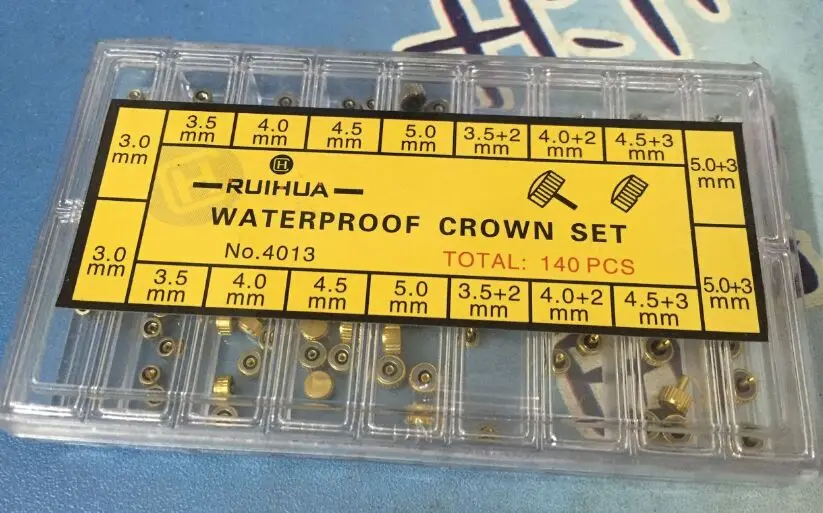 3.0 mm 3.5 mm 4.0 mm 4.5 mm 5.0 mm 3.5+2 mm 4.0+2 mm 4.5+3 mm 5.0+3 mm
H
RUIHUA
WATERPROOF CROWN SET
No.4013 TOTAL: 140 PCS
3.0 mm 3.5 mm 4.0 mm 4.5 mm 5.0 mm 3.5+2 mm 4.0+2 mm 4.5+3 mm 5.0+3 mm